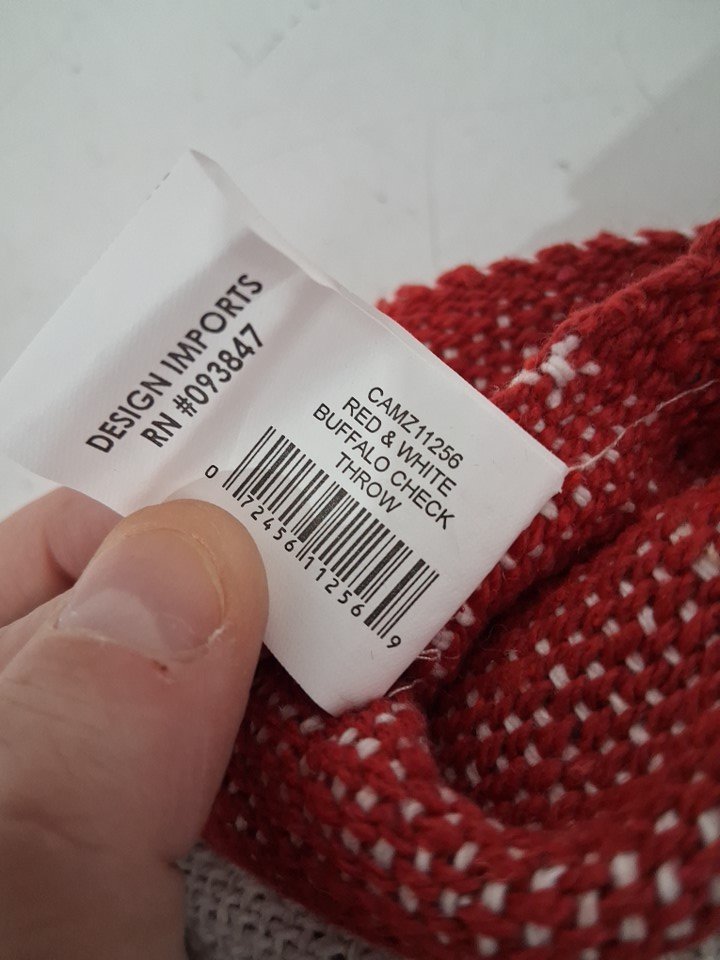 DESIGN IMPORTS
RN #093847
CAMZ11256
RED & WHITE
BUFFALO CHECK
THROW
0 72456 11256 9